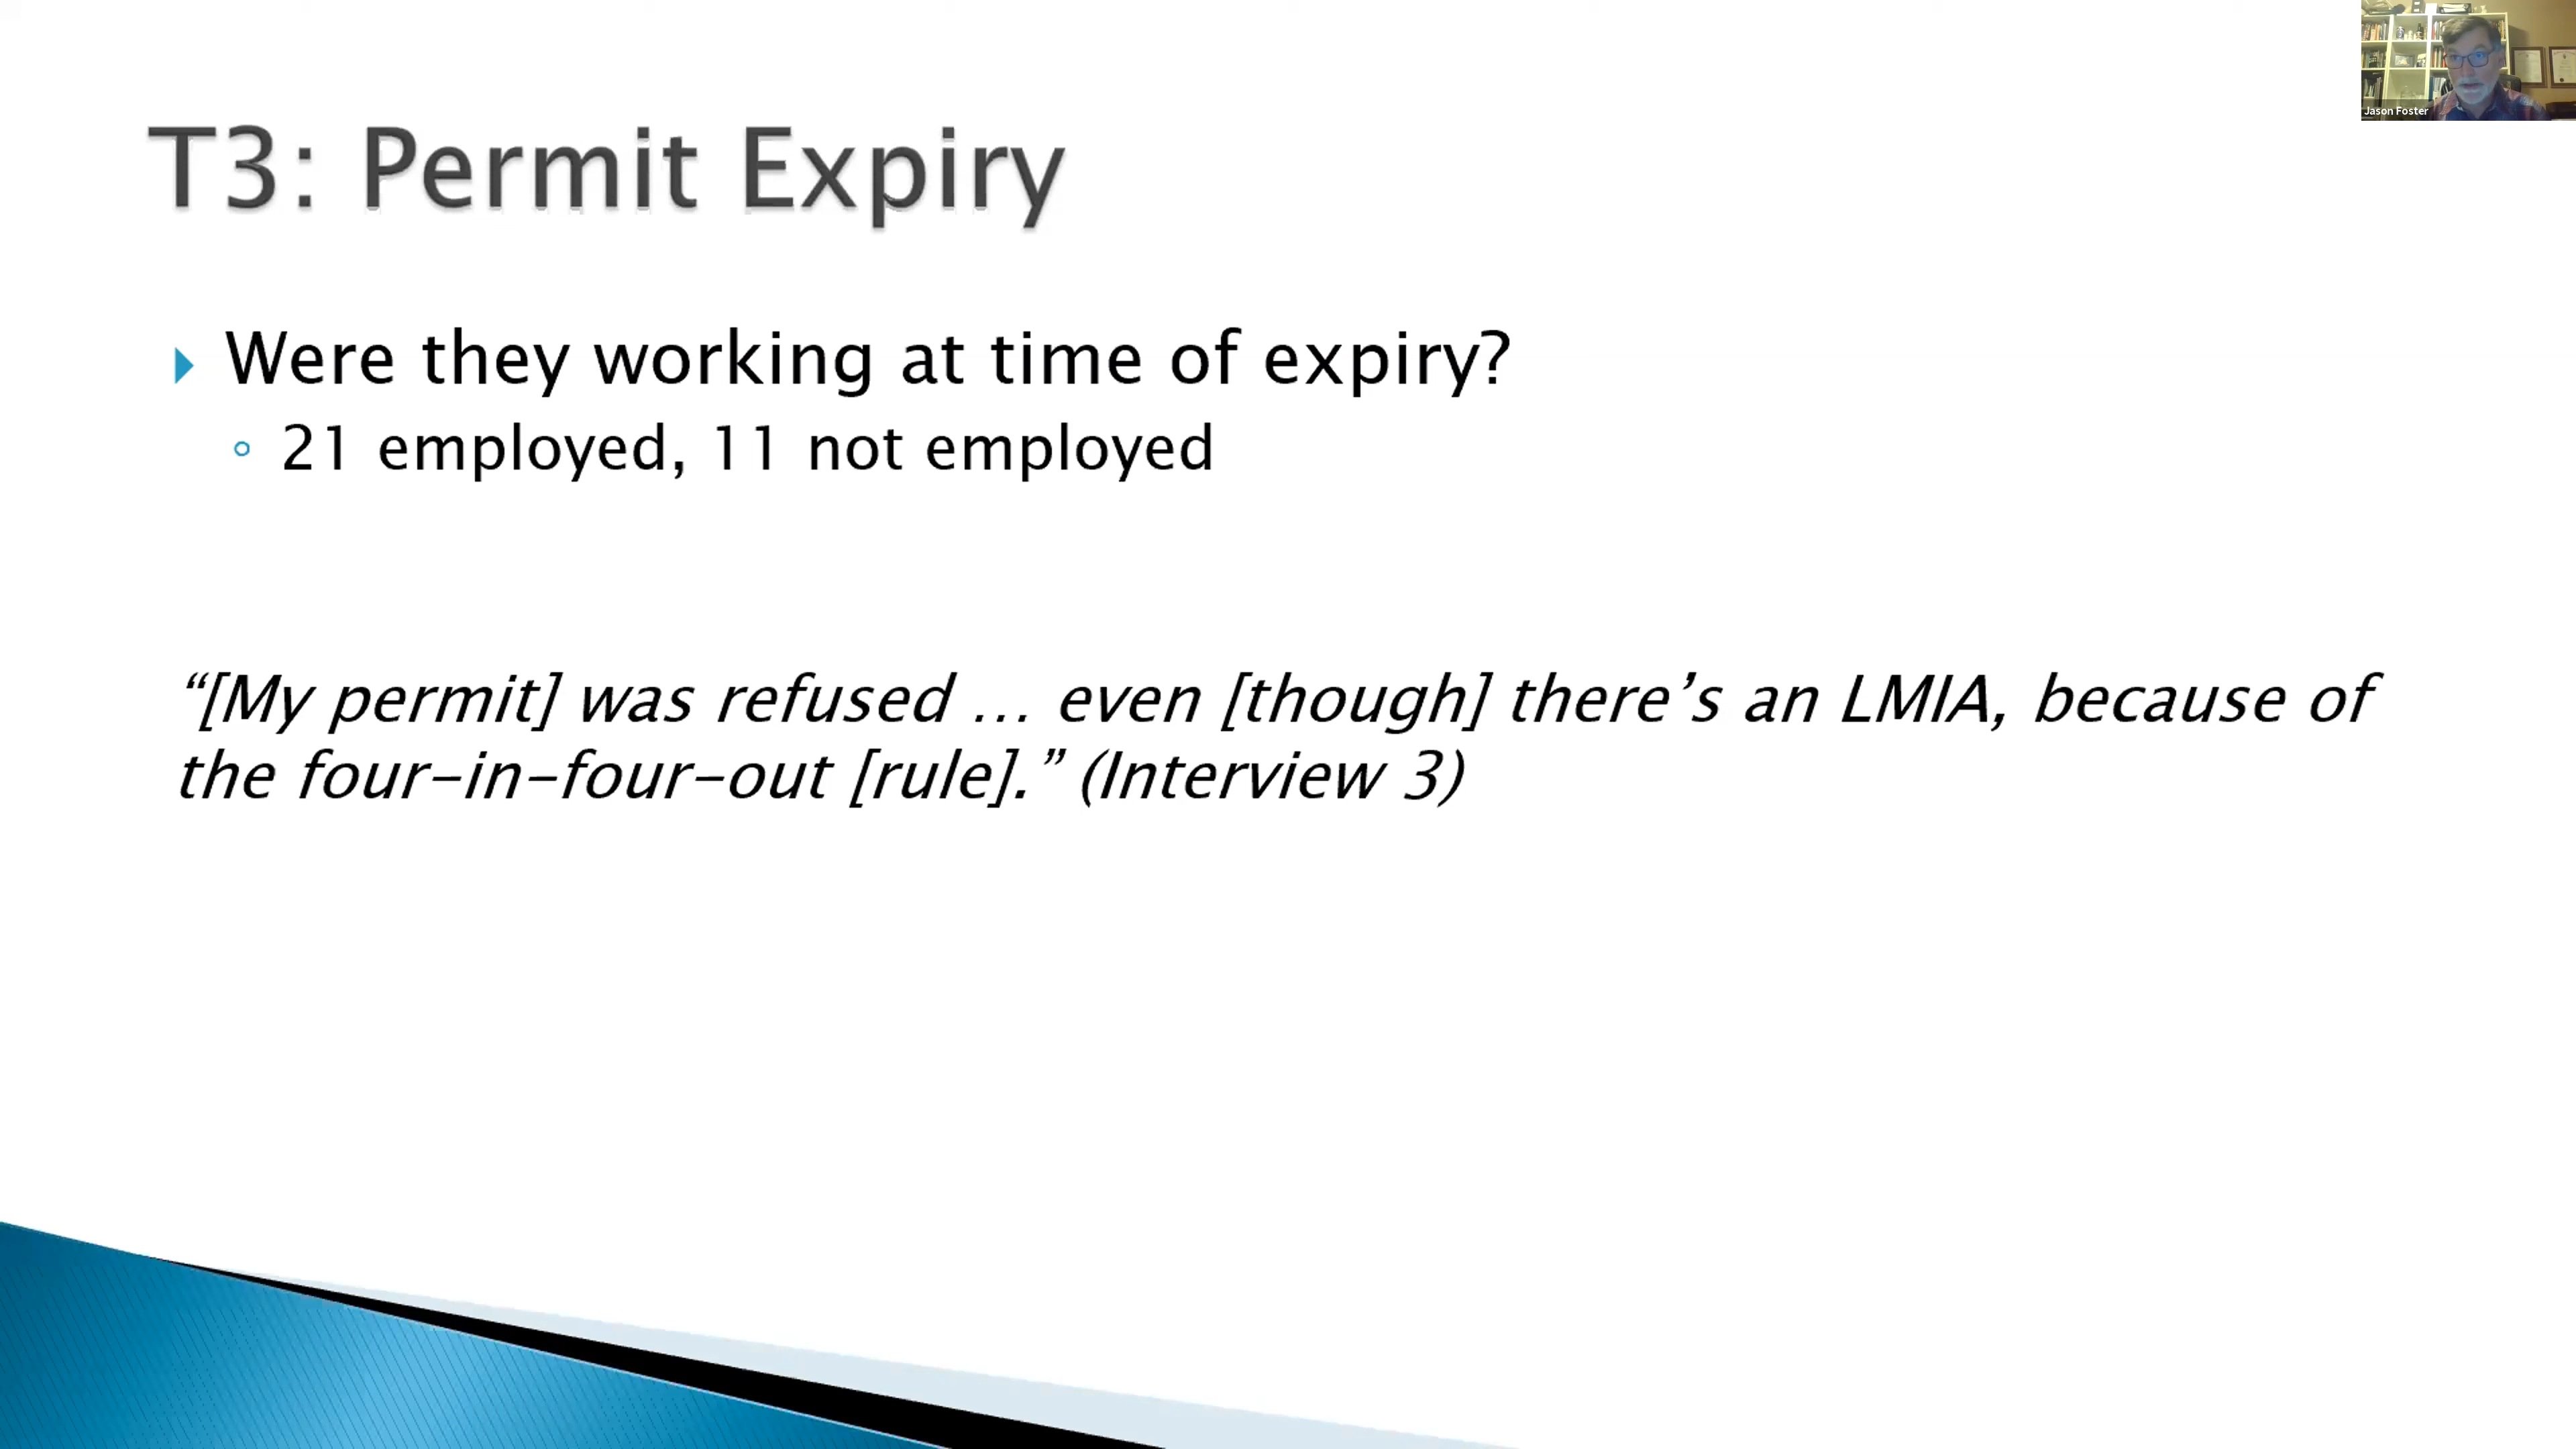 Jason Foster
T3: Permit Expiry
Were they working at time of expiry?
21 employed, 11 not employed
“[My permit] was refused … even [though] there’s an LMIA, because of
the four-in-four-out [rule].” (Interview 3)